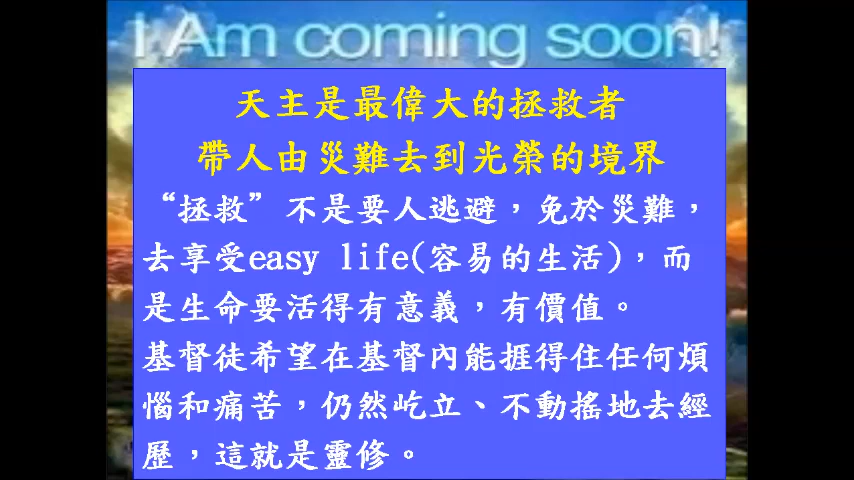 I Am coming soon!
天主是最偉大的拯救者
帶人由災難去到光榮的境界
“拯救”不是要人逃避，免於災難，
去享受easy life(容易的生活)，而
是生命要活得有意義，有價值。
基督徒希望在基督內能捱得住任何煩
惱和痛苦，仍然屹立、不動搖地去經
歷，這就是靈修。